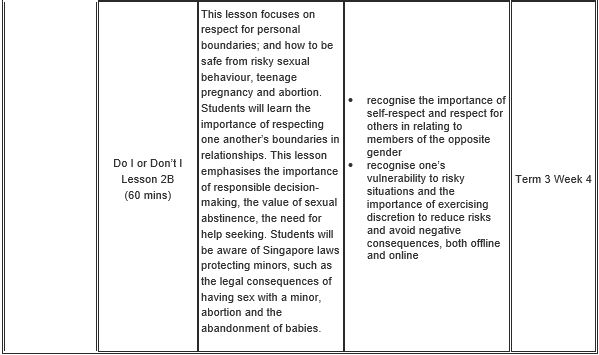 Do I or Don't I
Lesson 2B
(60 mins)
This lesson focuses on
respect for personal
boundaries; and how to be
safe from risky sexual
behaviour, teenage
pregnancy and abortion.
Students will learn the
importance of respecting
one another's boundaries in
relationships. This lesson
emphasises the importance
of responsible decision-
making, the value of sexual
abstinence, the need for
help seeking. Students will
be aware of Singapore laws
protecting minors, such as
the legal consequences of
having sex with a minor,
abortion and the
abandonment of babies.
• recognise the importance of
self-respect and respect for
others in relating to
members of the opposite
gender
• recognise one's
vulnerability to risky
situations and the
importance of exercising
discretion to reduce risks
and avoid negative
consequences, both offline
and online
Term 3 Week 4